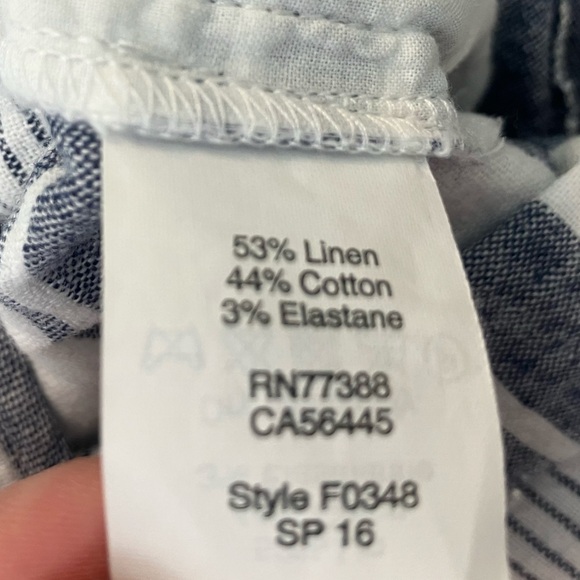 53% Linen
44% Cotton
3% Elastane
RN77388
CA56445
Style F0348
SP 16